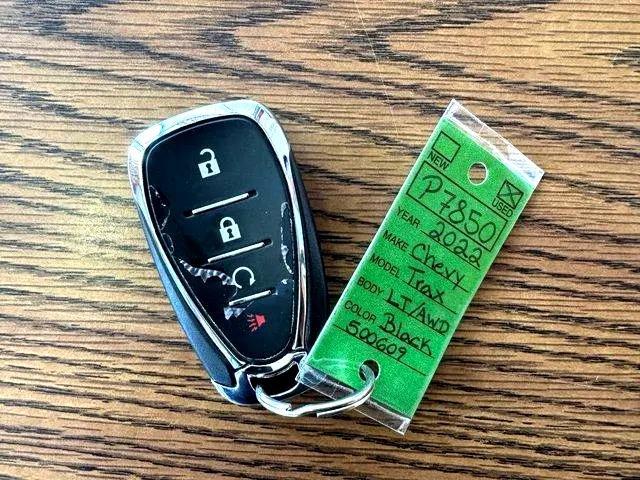 NEW USED
P7850
YEAR 2022
MAKE Chevy
MODEL Trax
BODY LT/AWD
COLOR Black
500609